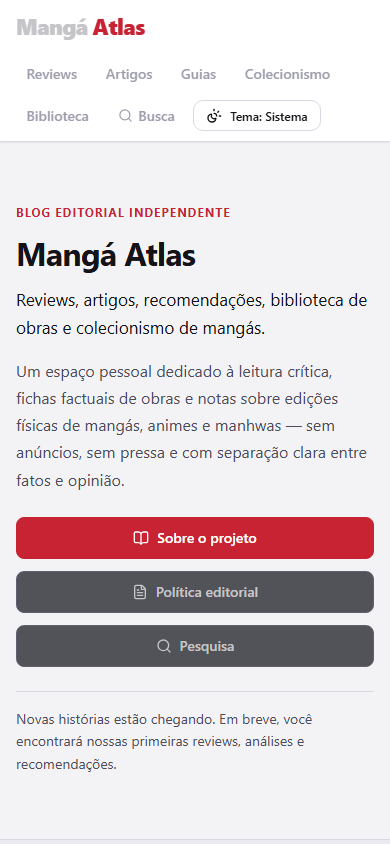 Mangá Atlas
Reviews Artigos Guias Colecionismo
Biblioteca Busca Tema: Sistema
BLOG EDITORIAL INDEPENDENTE
Mangá Atlas
Reviews, artigos, recomendações, biblioteca de
obras e colecionismo de mangás.
Um espaço pessoal dedicado à leitura crítica,
fichas factuais de obras e notas sobre edições
físicas de mangás, animes e manhwas — sem
anúncios, sem pressa e com separação clara entre
fatos e opinião.
Sobre o projeto
Política editorial
Pesquisa
Novas histórias estão chegando. Em breve, você
encontrará nossas primeiras reviews, análises e
recomendações.